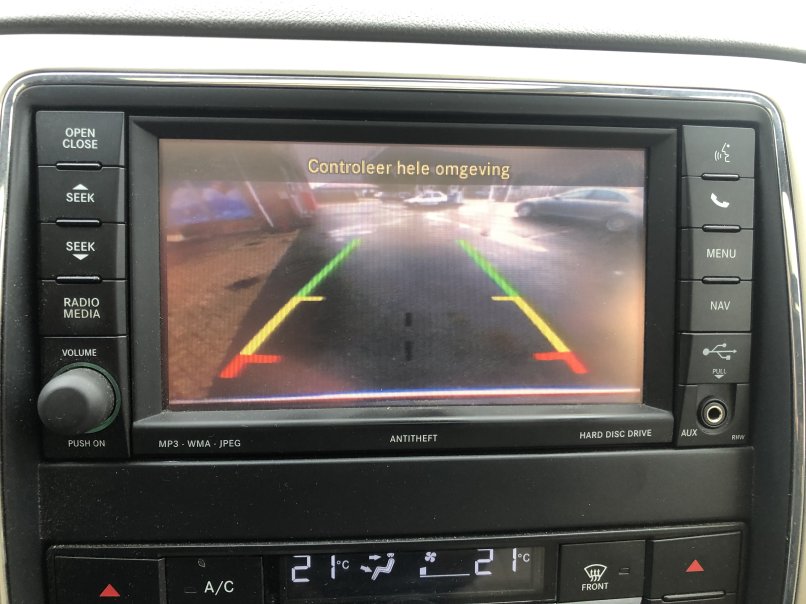 OPEN
CLOSE
SEEK
SEEK
RADIO
MEDIA
VOLUME
PUSH ON
Controleer hele omgeving
MENU
NAV
PULL
AUX
RHW
MP3 - WMA - JPEG
ANTITHEFT
HARD DISC DRIVE
A/C
21°C
21°C
FRONT